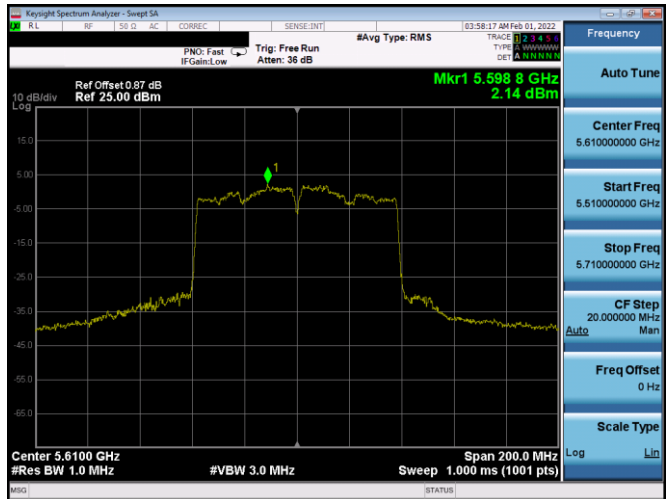 Keysight Spectrum Analyzer - Swept SA
RL RF 50 Ω AC CORREC SENSE:INT 03:58:17 AM Feb 01, 2022
#Avg Type: RMS
TRACE 1 2 3 4 5 6
TYPE A WWWWW
DET A N N N N N
PNO: Fast
IFGain:Low
Trig: Free Run
Atten: 36 dB
Mkr1 5.598 8 GHz
2.14 dBm
Ref Offset 0.87 dB
10 dB/div Ref 25.00 dBm
Log
15.0
5.00
-5.00
-15.0
-25.0
-35.0
-45.0
-55.0
-65.0
1
Center 5.6100 GHz
Span 200.0 MHz
#Res BW 1.0 MHz
#VBW 3.0 MHz
Sweep 1.000 ms (1001 pts)
MSG
STATUS
Frequency
Auto Tune
Center Freq
5.610000000 GHz
Start Freq
5.510000000 GHz
Stop Freq
5.710000000 GHz
CF Step
20.000000 MHz
Auto Man
Freq Offset
0 Hz
Scale Type
Log Lin